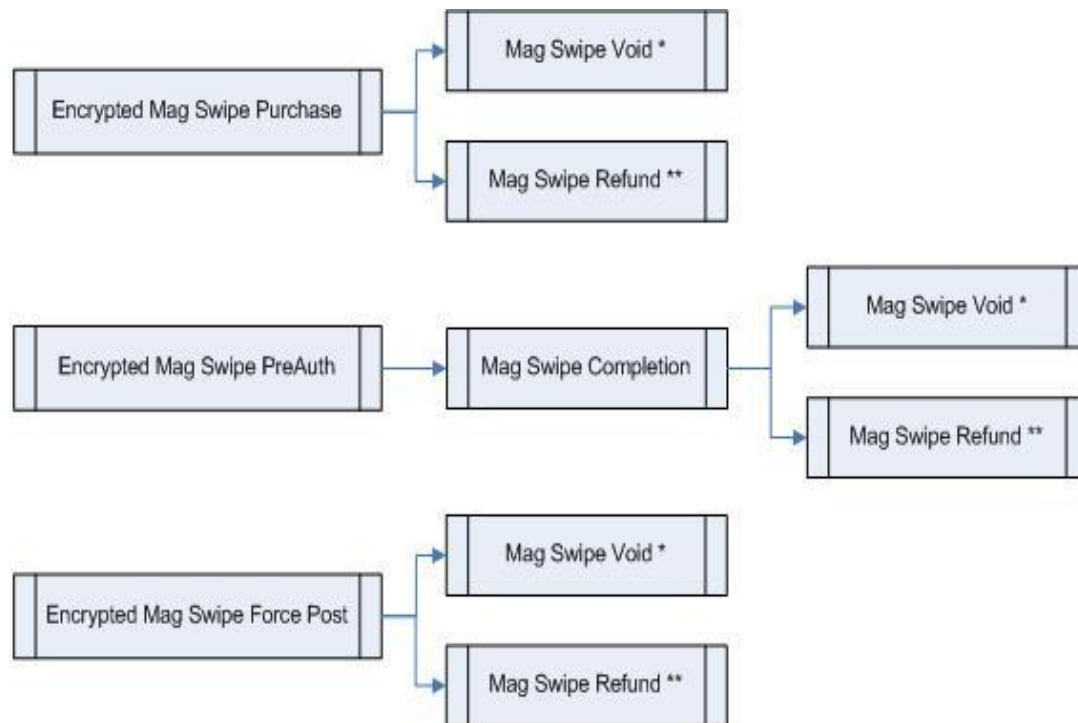 Mag Swipe Void *
Encrypted Mag Swipe Purchase
Mag Swipe Refund **
Mag Swipe Void *
Encrypted Mag Swipe PreAuth
Mag Swipe Completion
Mag Swipe Refund **
Mag Swipe Void *
Encrypted Mag Swipe Force Post
Mag Swipe Refund **